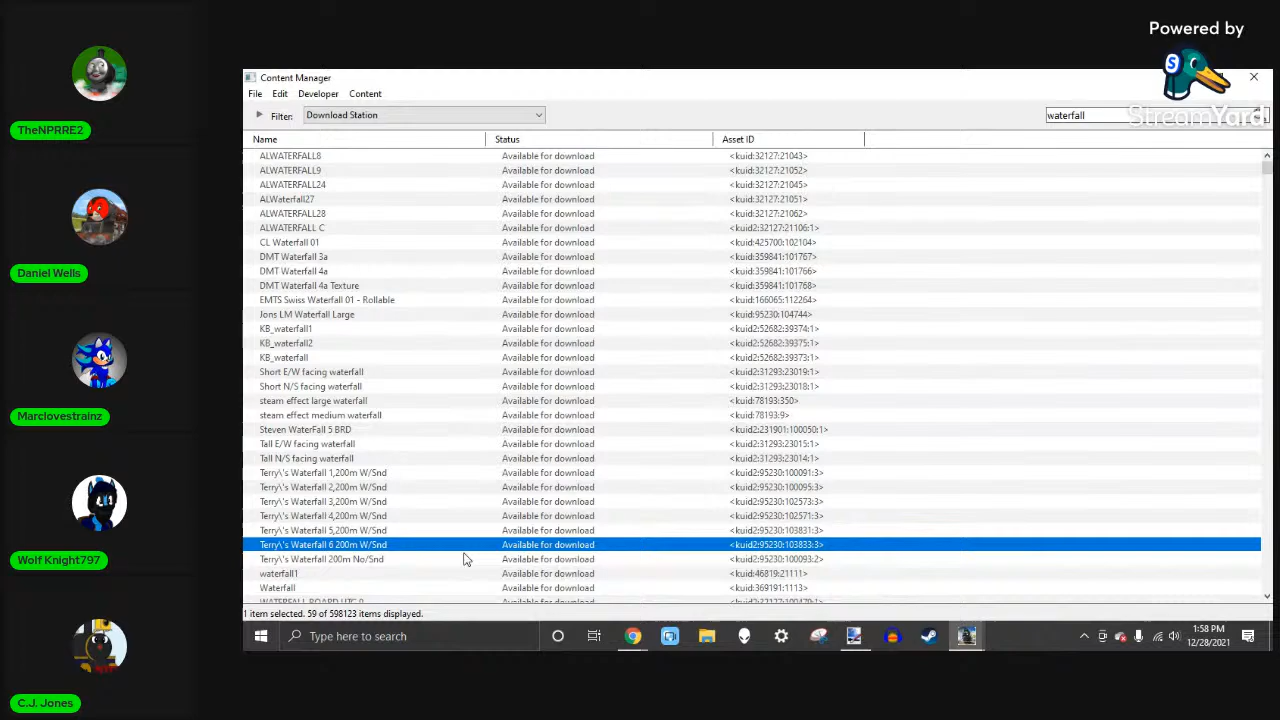 Powered by
StreamYard
TheNPRRE2
Daniel Wells
Marclovestrainz
Wolf Knight797
C.J. Jones
Content Manager
File Edit Developer Content
Filter: Download Station waterfall
Name Status Asset ID
ALWATERFALL8 Available for download <kuid:32127:21043>
ALWATERFALL9 Available for download <kuid:32127:21052>
ALWATERFALL24 Available for download <kuid:32127:21045>
ALWaterfall27 Available for download <kuid:32127:21051>
ALWATERFALL28 Available for download <kuid:32127:21062>
ALWATERFALL C Available for download <kuid2:32127:21106:1>
CL Waterfall 01 Available for download <kuid:425700:102104>
DMT Waterfall 3a Available for download <kuid:359841:101767>
DMT Waterfall 4a Available for download <kuid:359841:101766>
DMT Waterfall 4a Texture Available for download <kuid:359841:101768>
EMTS Swiss Waterfall 01 - Rollable Available for download <kuid:166065:112264>
Jons LM Waterfall Large Available for download <kuid:95230:104744>
KB_waterfall1 Available for download <kuid2:52682:39374:1>
KB_waterfall2 Available for download <kuid2:52682:39375:1>
KB_waterfall Available for download <kuid2:52682:39373:1>
Short E/W facing waterfall Available for download <kuid2:31293:23019:1>
Short N/S facing waterfall Available for download <kuid2:31293:23018:1>
steam effect large waterfall Available for download <kuid:78193:350>
steam effect medium waterfall Available for download <kuid:78193:9>
Steven WaterFall 5 BRD Available for download <kuid2:231901:100050:1>
Tall E/W facing waterfall Available for download <kuid2:31293:23015:1>
Tall N/S facing waterfall Available for download <kuid2:31293:23014:1>
Terry\'s Waterfall 1,200m W/Snd Available for download <kuid2:95230:100091:3>
Terry\'s Waterfall 2,200m W/Snd Available for download <kuid2:95230:100095:3>
Terry\'s Waterfall 3,200m W/Snd Available for download <kuid2:95230:102573:3>
Terry\'s Waterfall 4,200m W/Snd Available for download <kuid2:95230:102571:3>
Terry\'s Waterfall 5,200m W/Snd Available for download <kuid2:95230:103831:3>
Terry\'s Waterfall 6 200m W/Snd Available for download <kuid2:95230:103833:3>
Terry\'s Waterfall 200m No/Snd Available for download <kuid2:95230:100093:2>
waterfall1 Available for download <kuid:46819:21111>
Waterfall Available for download <kuid:369191:1113>
1 item selected. 59 of 598123 items displayed.
Type here to search
1:58 PM
12/28/2021